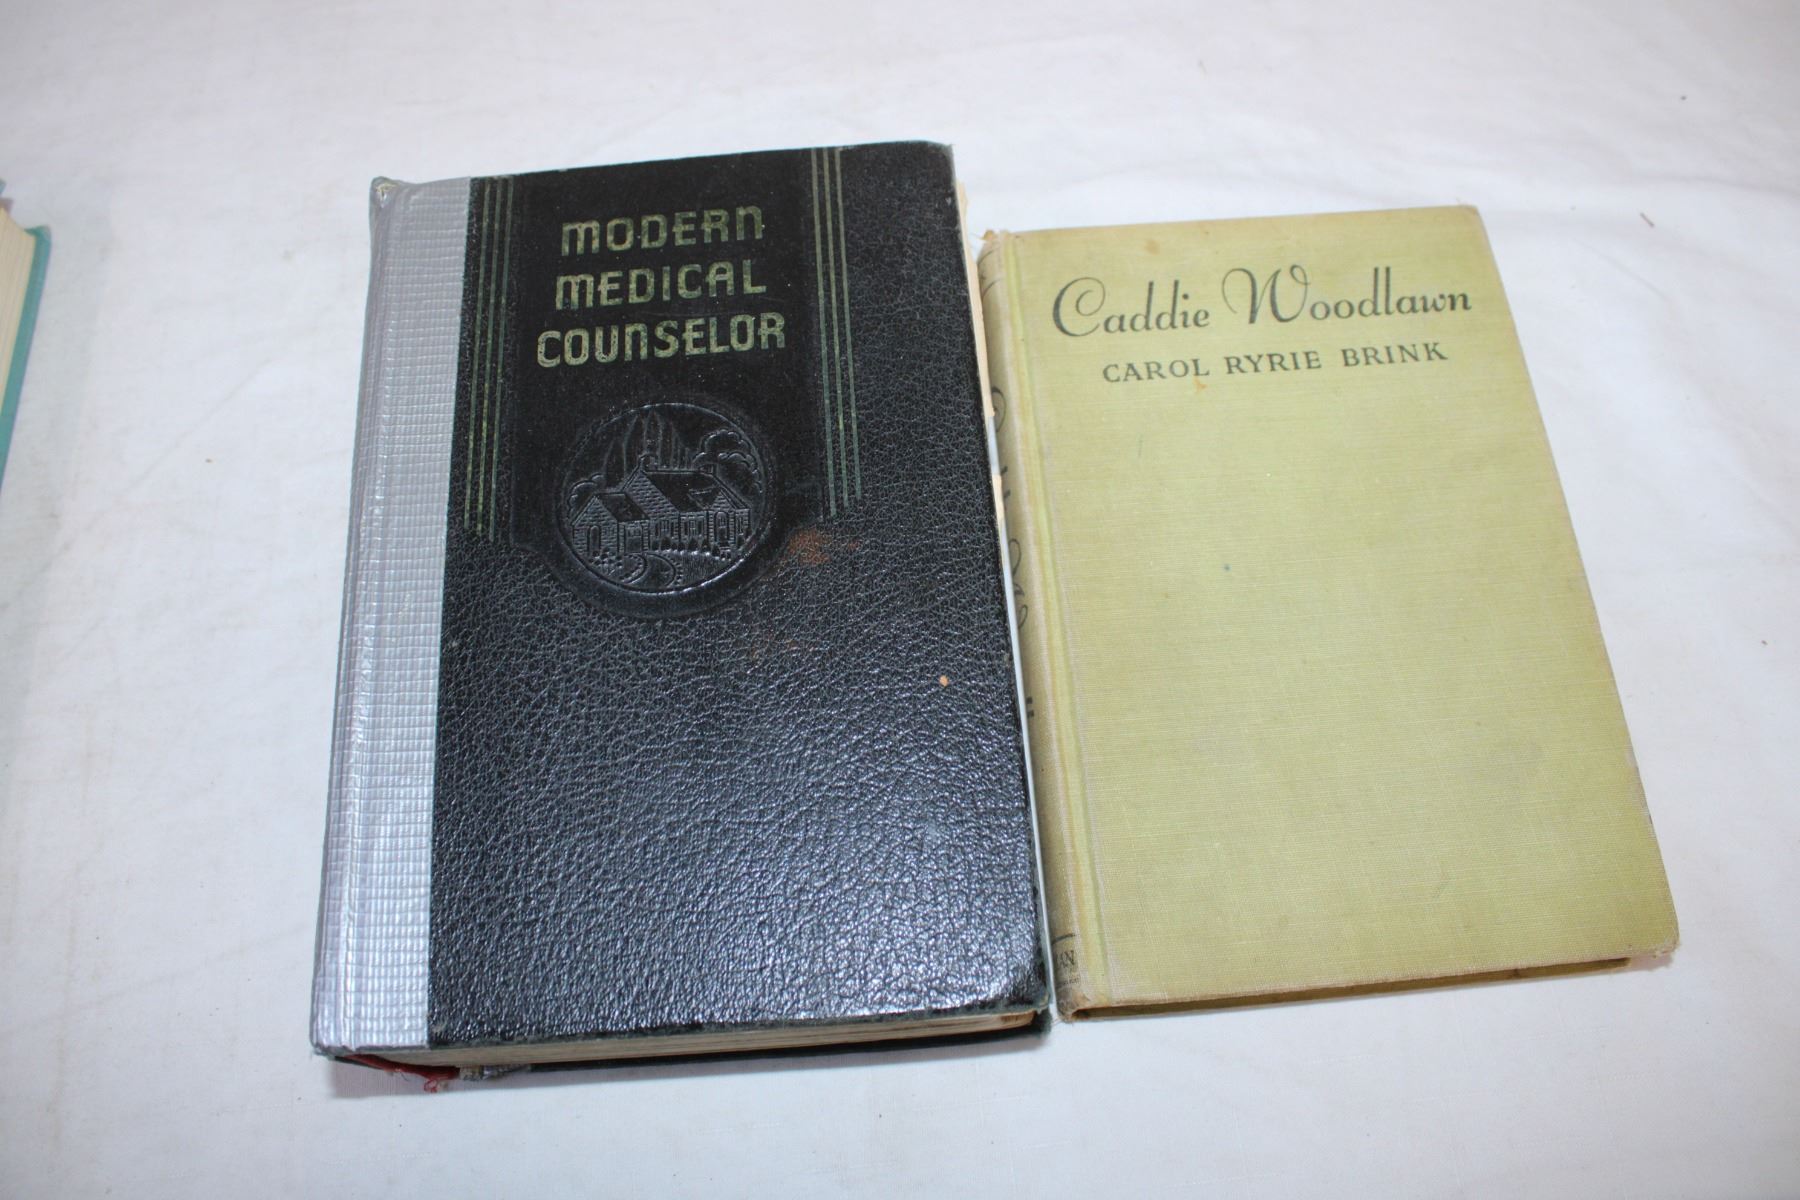 MODERN
MEDICAL
COUNSELOR
Caddie Woodlawn
CAROL RYRIE BRINK